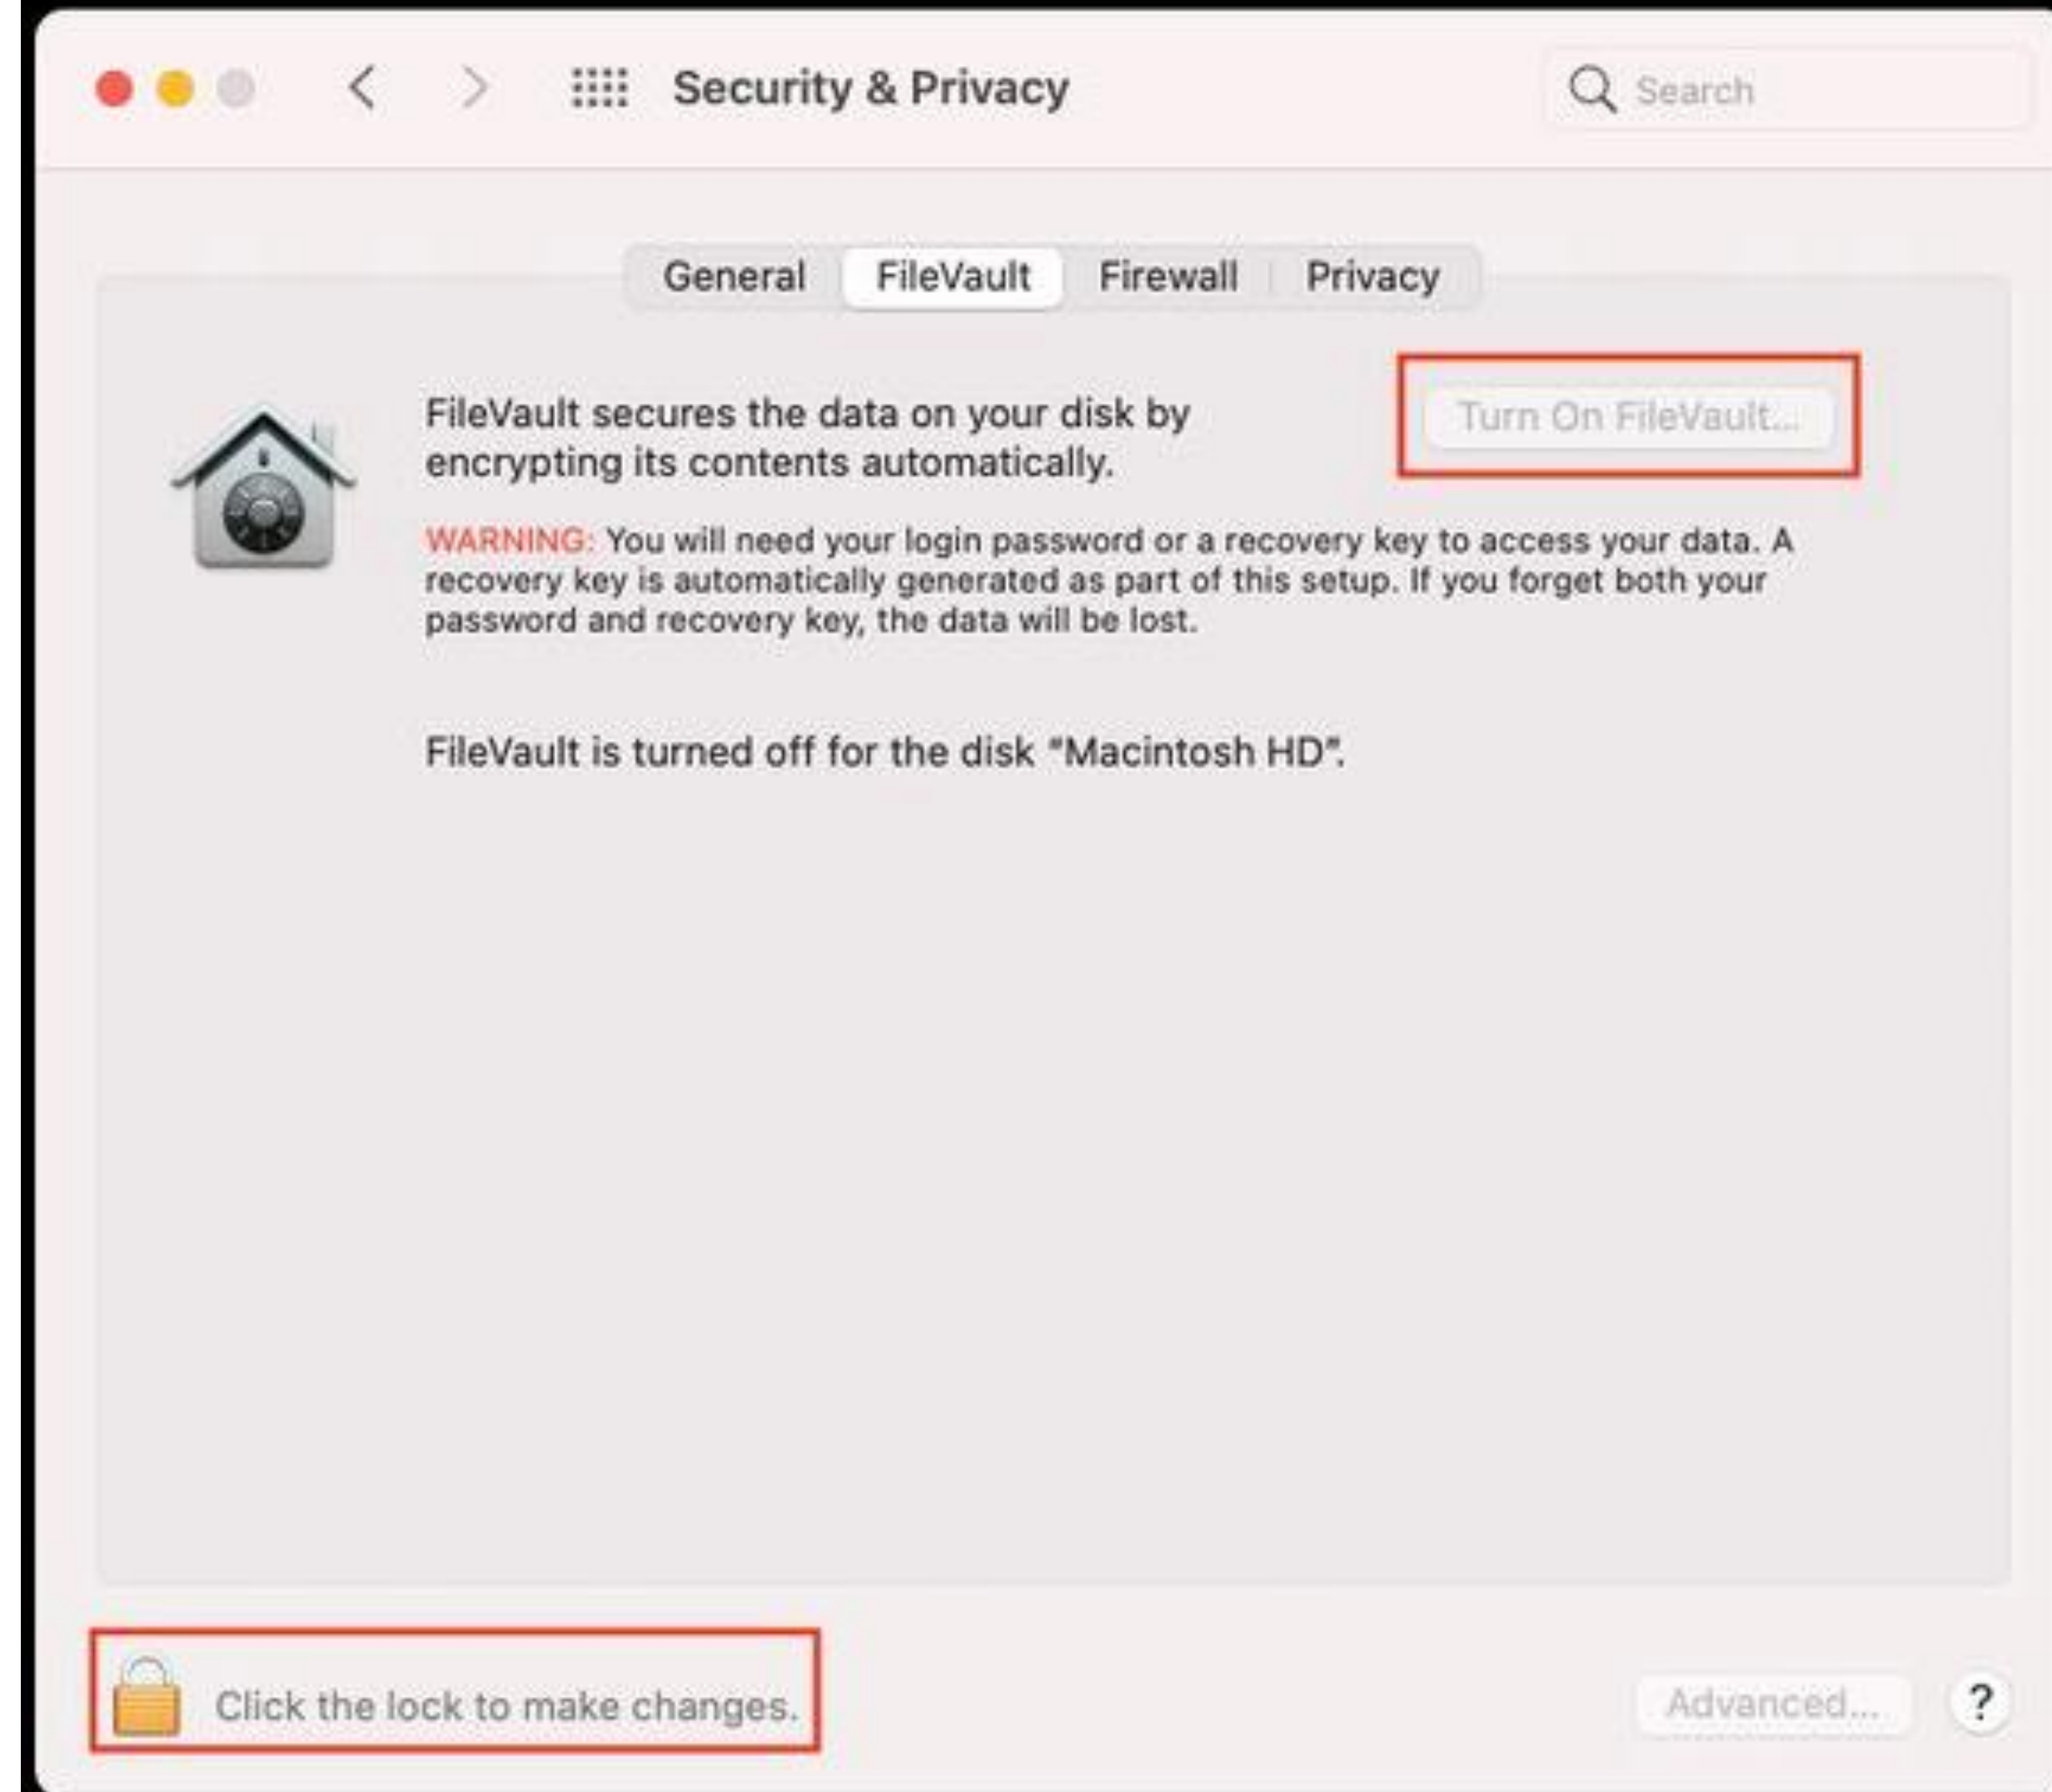 Security & Privacy
Search
General FileVault Firewall Privacy
FileVault secures the data on your disk by
encrypting its contents automatically.
Turn On FileVault...
WARNING: You will need your login password or a recovery key to access your data. A
recovery key is automatically generated as part of this setup. If you forget both your
password and recovery key, the data will be lost.
FileVault is turned off for the disk "Macintosh HD".
Click the lock to make changes.
Advanced... ?